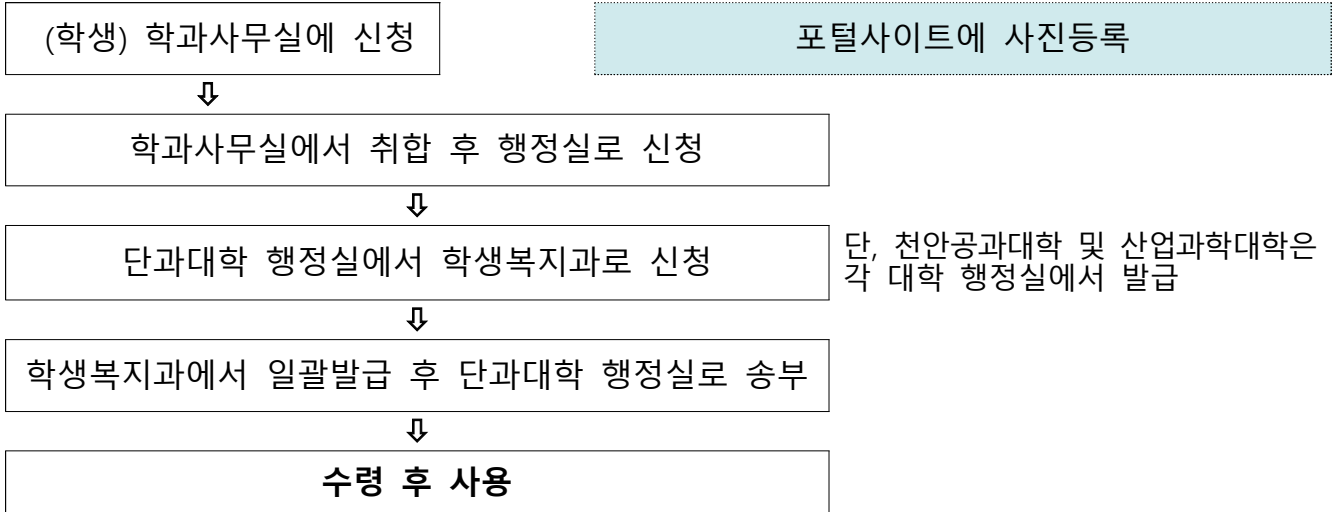 (학생) 학과사무실에 신청
포털사이트에 사진등록
⇩
학과사무실에서 취합 후 행정실로 신청
⇩
단과대학 행정실에서 학생복지과로 신청
단, 천안공과대학 및 산업과학대학은
각 대학 행정실에서 발급
⇩
학생복지과에서 일괄발급 후 단과대학 행정실로 송부
⇩
수령 후 사용